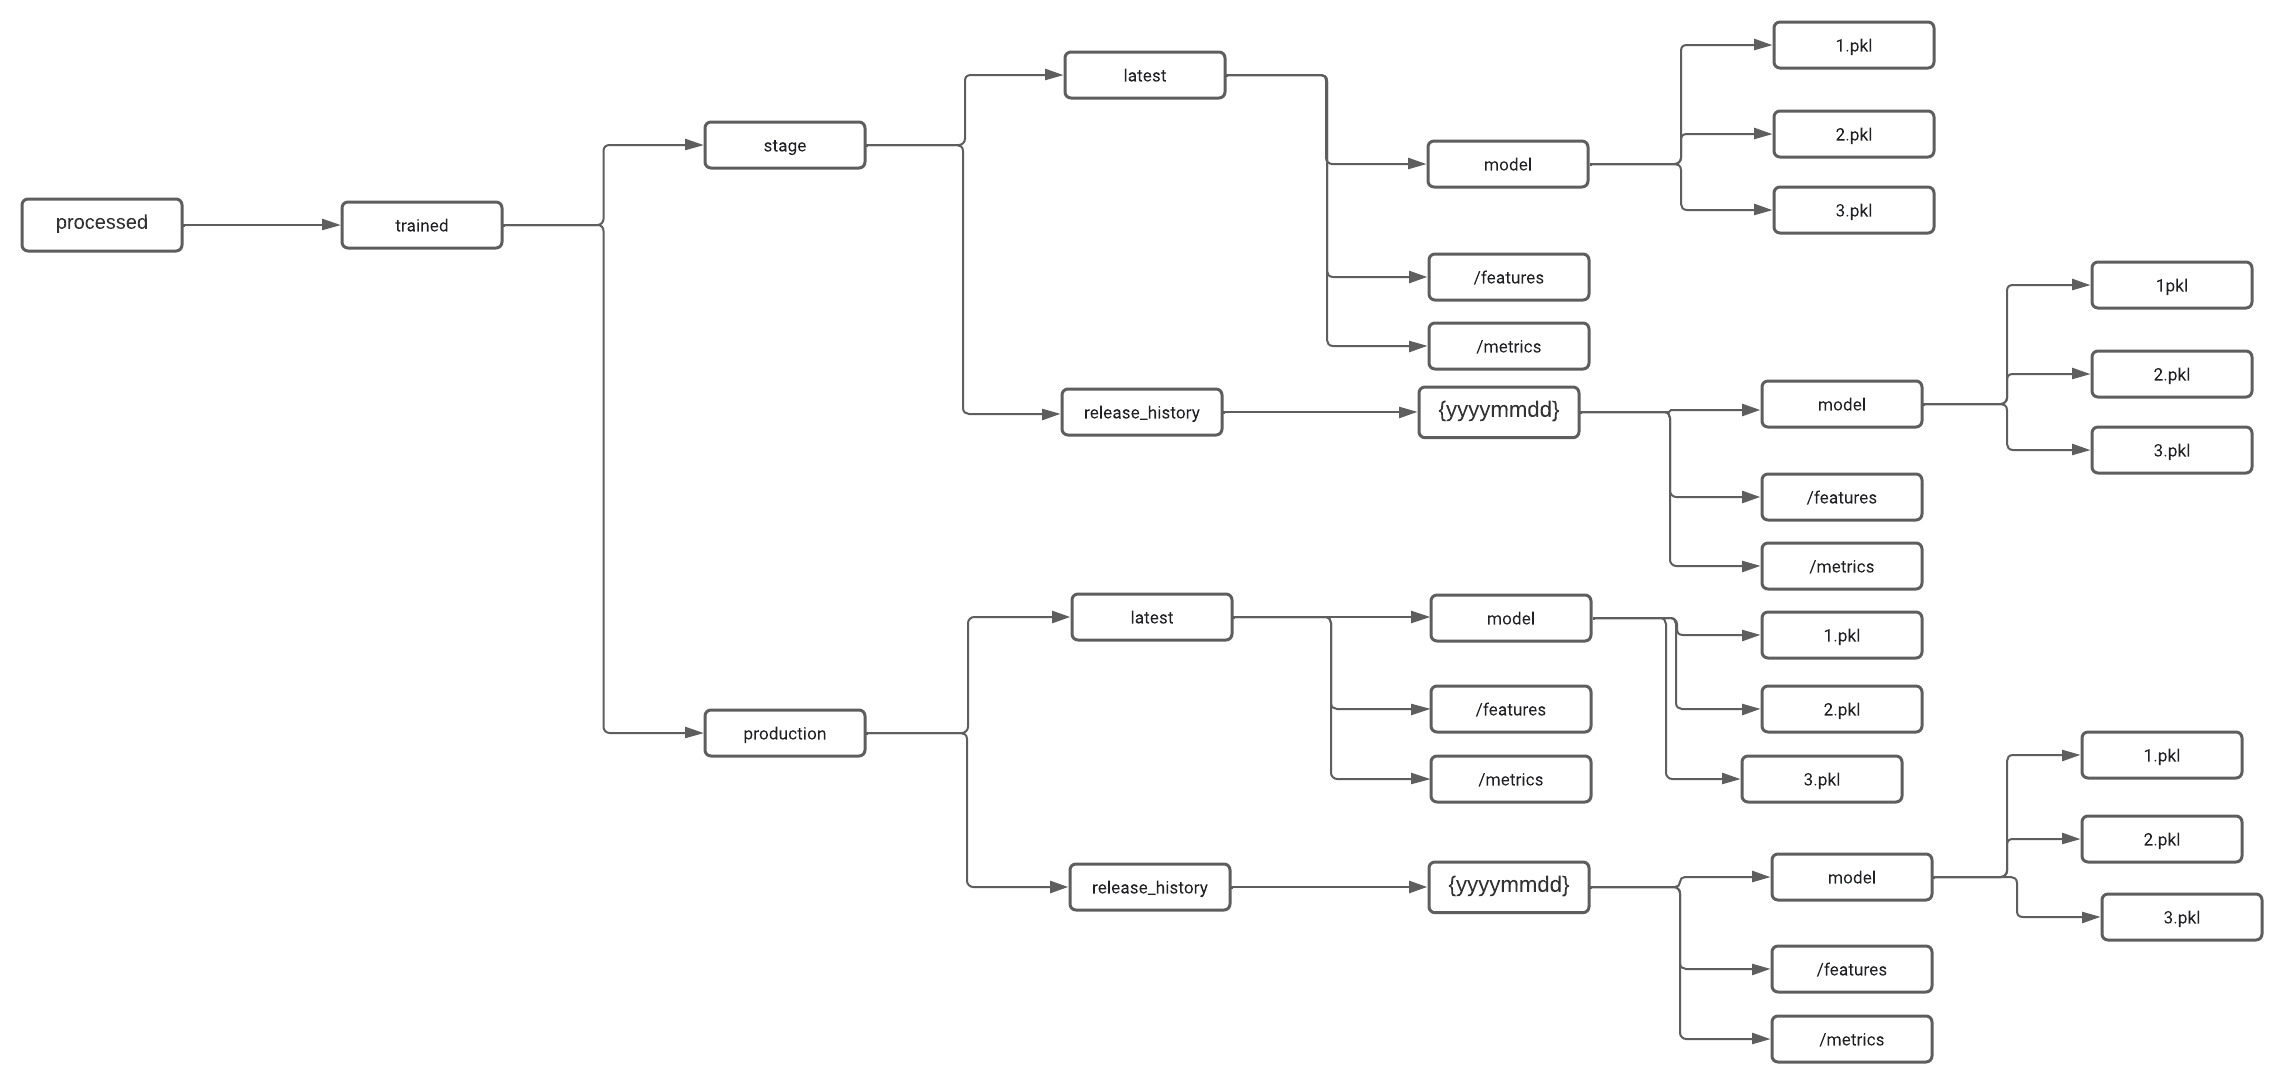 processed
trained
stage
latest
model
1.pkl
2.pkl
3.pkl
/features
/metrics
release_history
{yyyymmdd}
model
1pkl
2.pkl
3.pkl
/features
/metrics
production
latest
model
1.pkl
2.pkl
3.pkl
/features
/metrics
release_history
{yyyymmdd}
model
1.pkl
2.pkl
3.pkl
/features
/metrics